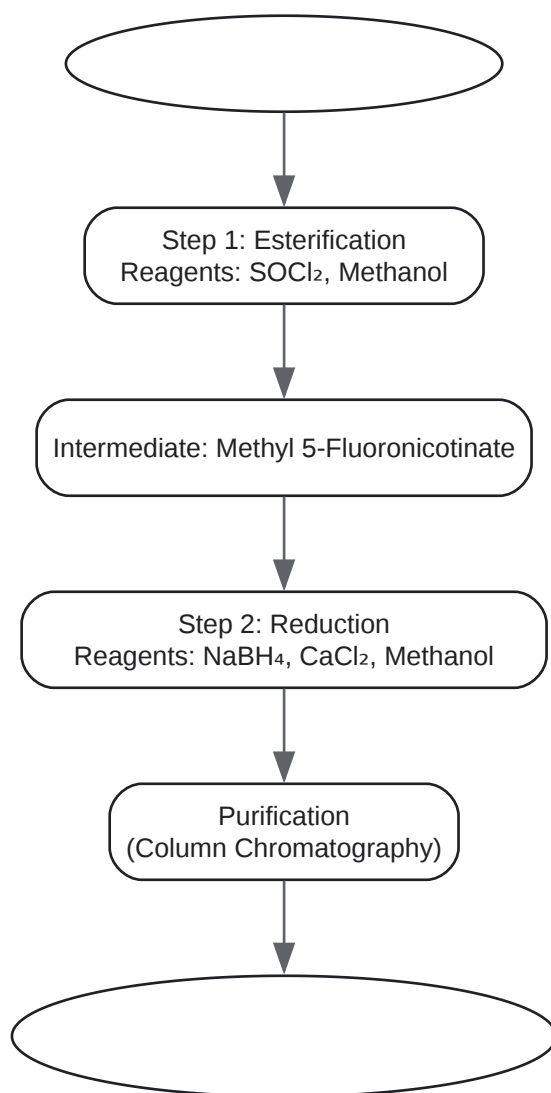 Step 1: Esterification
Reagents: SOCl₂, Methanol
Intermediate: Methyl 5-Fluoronicotinate
Step 2: Reduction
Reagents: NaBH₄, CaCl₂, Methanol
Purification
(Column Chromatography)